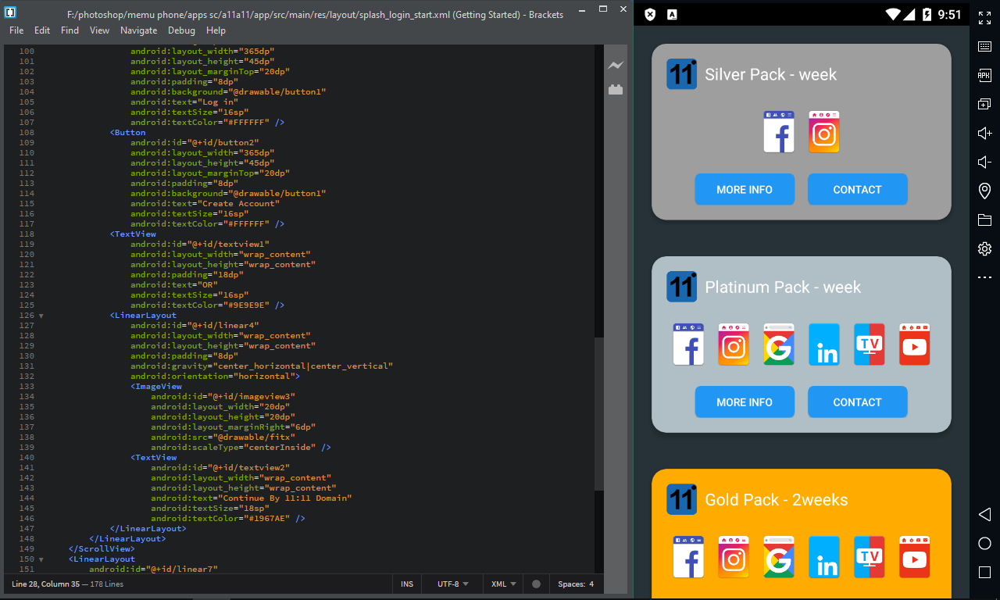 F:/photoshop/memu phone/apps sc/a11a11/app/src/main/res/layout/splash_login_start.xml (Getting Started) - Brackets
File Edit Find View Navigate Debug Help
100 android:layout_width="365dp"
101 android:layout_height="45dp"
102 android:layout_marginTop="20dp"
103 android:padding="8dp"
104 android:background="@drawable/button1"
105 android:text="Log in"
106 android:textSize="16sp"
107 android:textColor="#FFFFFF" />
108 <Button
109 android:id="@+id/button2"
110 android:layout_width="365dp"
111 android:layout_height="45dp"
112 android:layout_marginTop="20dp"
113 android:padding="8dp"
114 android:background="@drawable/button1"
115 android:text="Create Account"
116 android:textSize="16sp"
117 android:textColor="#FFFFFF" />
118 <TextView
119 android:id="@+id/textview1"
120 android:layout_width="wrap_content"
121 android:layout_height="wrap_content"
122 android:padding="18dp"
123 android:text="OR"
124 android:textSize="16sp"
125 android:textColor="#9E9E9E" />
126 <LinearLayout
127 android:id="@+id/linear4"
128 android:layout_width="wrap_content"
129 android:layout_height="wrap_content"
130 android:padding="8dp"
131 android:gravity="center_horizontal|center_vertical"
132 android:orientation="horizontal">
133 <ImageView
134 android:id="@+id/imageview3"
135 android:layout_width="20dp"
136 android:layout_height="20dp"
137 android:layout_marginRight="6dp"
138 android:src="@drawable/fitx"
139 android:scaleType="centerInside" />
140 <TextView
141 android:id="@+id/textview2"
142 android:layout_width="wrap_content"
143 android:layout_height="wrap_content"
144 android:text="Continue By 11:11 Domain"
145 android:textSize="18sp"
146 android:textColor="#1967AE" />
147 </LinearLayout>
148 </LinearLayout>
149 </ScrollView>
150 <LinearLayout
151 android:id="@+id/linear7"
Line 28, Column 35 — 178 Lines
INS UTF-8 XML Spaces: 4
A 9:51
APK
11 Silver Pack - week
f
MORE INFO CONTACT
11 Platinum Pack - week
f G in TV
MORE INFO CONTACT
11 Gold Pack - 2weeks
f G in TV